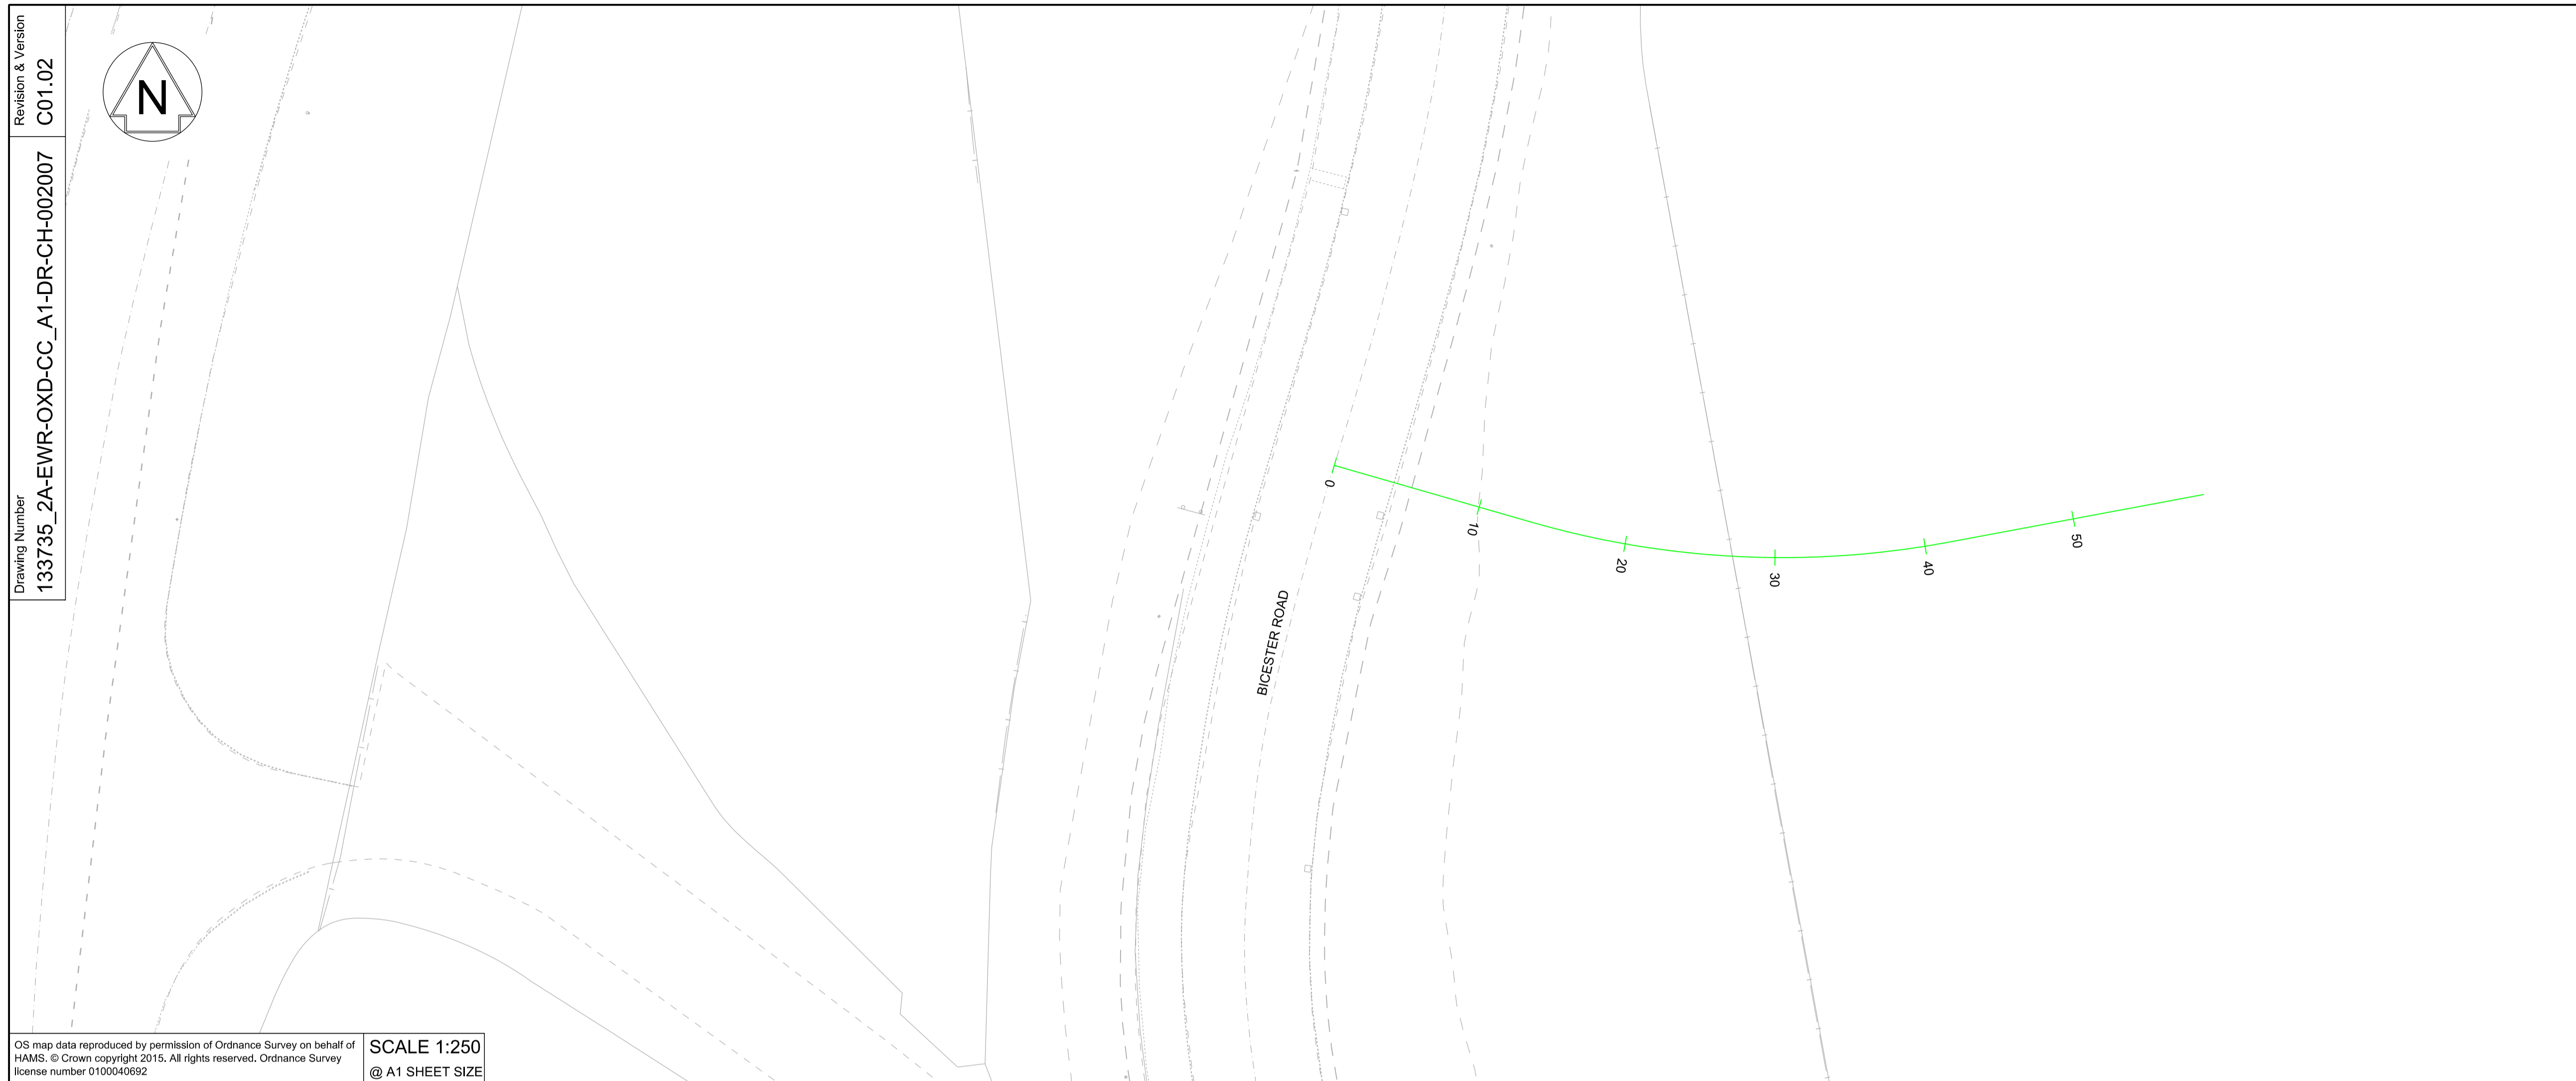 Revision & Version
C01.02
Drawing Number
133735_2A-EWR-OXD-CC_A1-DR-CH-002007
N
0
10
20
30
40
50
BICESTER ROAD
OS map data reproduced by permission of Ordnance Survey on behalf of
HAMS. © Crown copyright 2015. All rights reserved. Ordnance Survey
license number 0100040692
SCALE 1:250
@ A1 SHEET SIZE